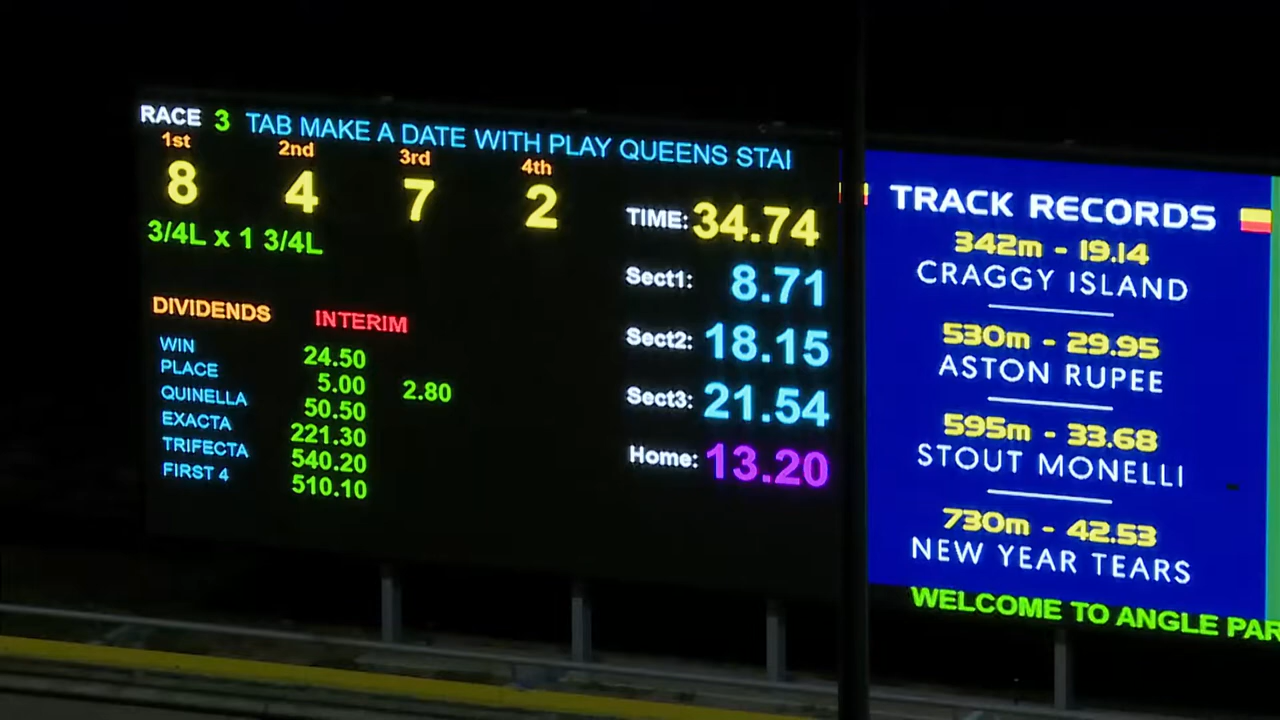 RACE 3 TAB MAKE A DATE WITH PLAY QUEENS STAI
1st 2nd 3rd 4th
8 4 7 2
3/4L x 1 3/4L
TIME: 34.74
Sect1: 8.71
Sect2: 18.15
Sect3: 21.54
Home: 13.20
DIVIDENDS INTERIM
WIN 24.50
PLACE 5.00 2.80
QUINELLA 50.50
EXACTA 221.30
TRIFECTA 540.20
FIRST 4 510.10
TRACK RECORDS
342m - 19.14
CRAGGY ISLAND
530m - 29.95
ASTON RUPEE
595m - 33.68
STOUT MONELLI
730m - 42.53
NEW YEAR TEARS
WELCOME TO ANGLE PAR